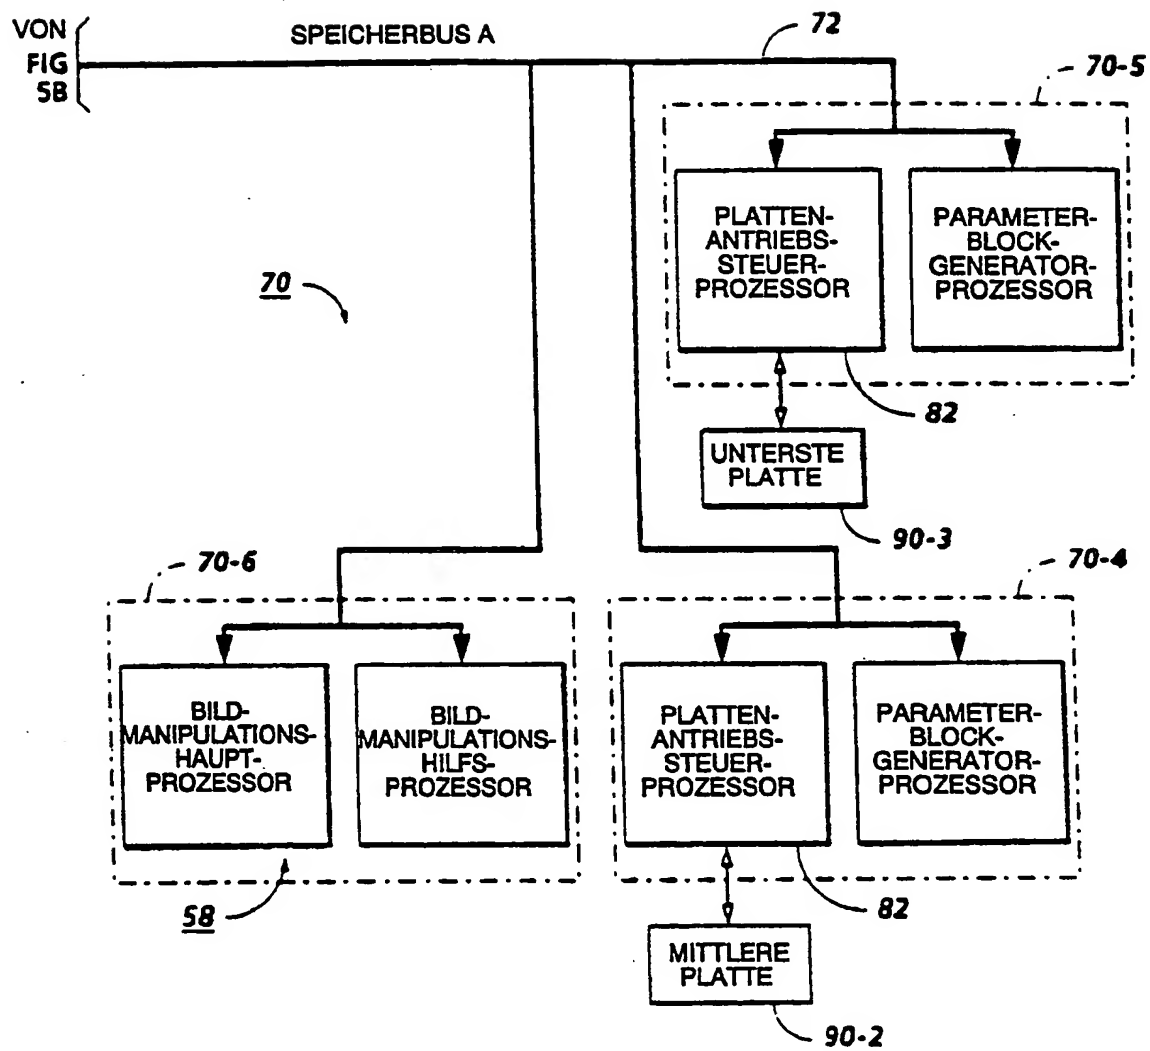 VON
FIG
5B
SPEICHERBUS A
72
70-5
PLATTEN-
ANTRIEBS-
STEUER-
PROZESSOR
PARAMETER-
BLOCK-
GENERATOR-
PROZESSOR
70
82
UNTERSTE
PLATTE
90-3
70-6
70-4
BILD-
MANIPULATIONS-
HAUPT-
PROZESSOR
BILD-
MANIPULATIONS-
HILFS-
PROZESSOR
PLATTEN-
ANTRIEBS-
STEUER-
PROZESSOR
PARAMETER-
BLOCK-
GENERATOR-
PROZESSOR
58
82
MITTLERE
PLATTE
90-2